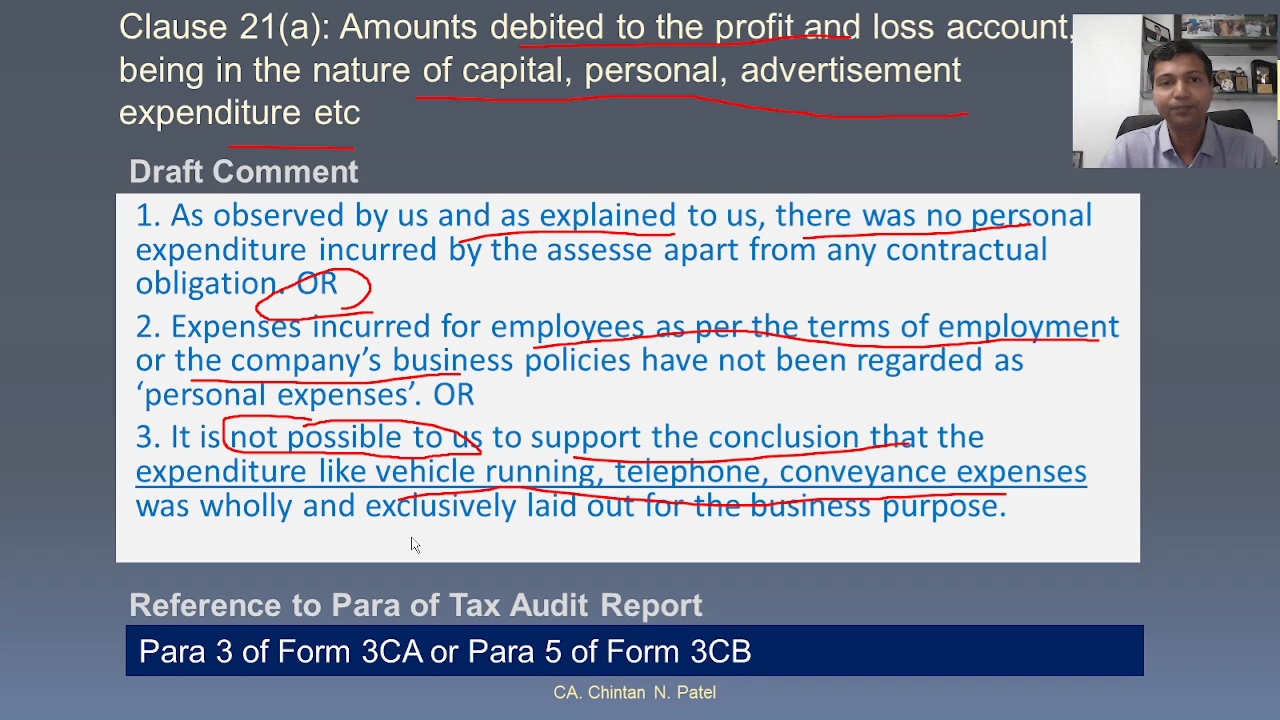 Clause 21(a): Amounts debited to the profit and loss account,
being in the nature of capital, personal, advertisement
expenditure etc
Draft Comment
1. As observed by us and as explained to us, there was no personal
expenditure incurred by the assesse apart from any contractual
obligation. OR
2. Expenses incurred for employees as per the terms of employment
or the company’s business policies have not been regarded as
‘personal expenses’. OR
3. It is not possible to us to support the conclusion that the
expenditure like vehicle running, telephone, conveyance expenses
was wholly and exclusively laid out for the business purpose.
Reference to Para of Tax Audit Report
Para 3 of Form 3CA or Para 5 of Form 3CB
CA. Chintan N. Patel